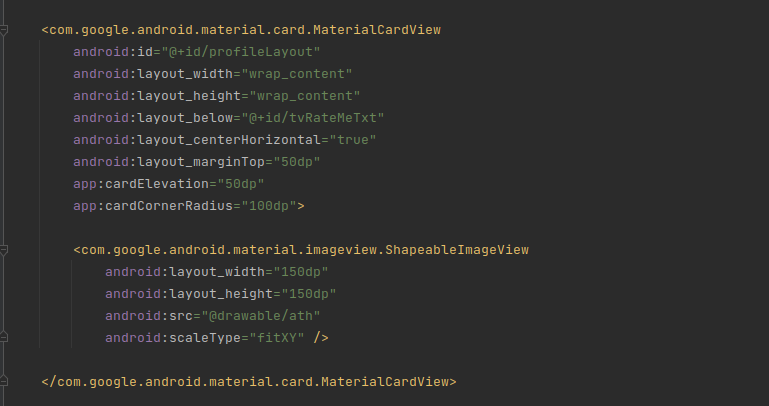 <com.google.android.material.card.MaterialCardView
android:id="@+id/profileLayout"
android:layout_width="wrap_content"
android:layout_height="wrap_content"
android:layout_below="@+id/tvRateMeTxt"
android:layout_centerHorizontal="true"
android:layout_marginTop="50dp"
app:cardElevation="50dp"
app:cardCornerRadius="100dp">
<com.google.android.material.imageview.ShapeableImageView
android:layout_width="150dp"
android:layout_height="150dp"
android:src="@drawable/ath"
android:scaleType="fitXY" />
</com.google.android.material.card.MaterialCardView>